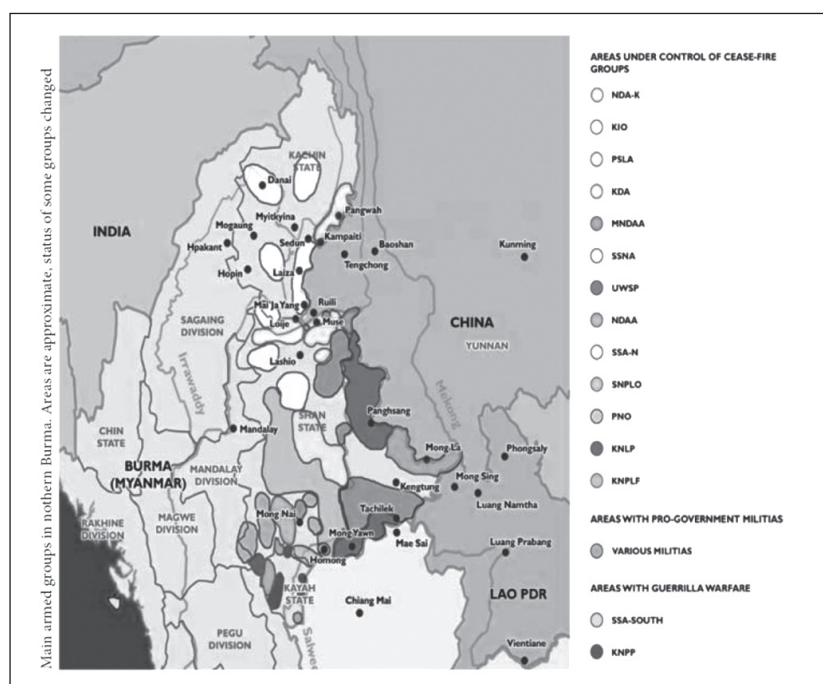 Main armed groups in nothern Burma. Areas are approximate, status of some groups changed
INDIA
CHINA
YUNNAN
BURMA
(MYANMAR)
LAO PDR
KACHIN
STATE
Danai
Myitkyina
Pangwah
Mogaung
Sedun
Kampaiti
Baoshan
Kunming
Hpakant
Tengchong
Hopin
Laiza
Mai Ja Yang
Ruili
Loije
Muse
SAGAING
DIVISION
Irrawaddy
Lashio
Mekong
Panghsang
SHAN
STATE
Mandalay
CHIN
STATE
MANDALAY
DIVISION
Mong La
Phongsaly
Mong Sing
Kengtung
Luang Namtha
RAKHINE
DIVISION
MAGWE
DIVISION
Mong Nai
Tachilek
Mong Yawn
Mae Sai
Luang Prabang
Homong
KAYAH
STATE
Chiang Mai
PEGU
DIVISION
Salwee
Vientiane
AREAS UNDER CONTROL OF CEASE-FIRE
GROUPS
NDA-K
KIO
PSLA
KDA
MNDAA
SSNA
UWSP
NDAA
SSA-N
SNPLO
PNO
KNLP
KNPLF
AREAS WITH PRO-GOVERNMENT MILITIAS
VARIOUS MILITIAS
AREAS WITH GUERRILLA WARFARE
SSA-SOUTH
KNPP